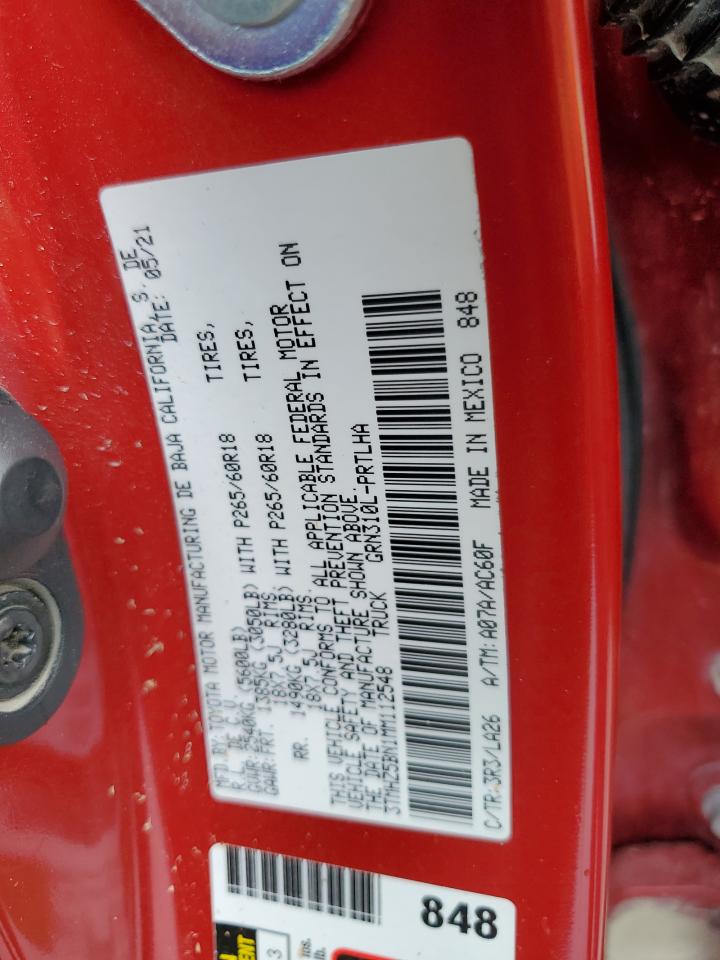 MFD. BY: TOYOTA MOTOR MANUFACTURING DE BAJA CALIFORNIA, S. DE
R.L. DE C.V. DATE: 05/21
GVWR: 2540KG (5600LB)
GAWR: FRT. 1385KG (3050LB) WITH P265/60R18 TIRES,
18X7.5J RIMS.
RR. 1490KG (3280LB) WITH P265/60R18 TIRES,
18X7.5J RIMS.
THIS VEHICLE CONFORMS TO ALL APPLICABLE FEDERAL MOTOR
VEHICLE SAFETY AND THEFT PREVENTION STANDARDS IN EFFECT ON
THE DATE OF MANUFACTURE SHOWN ABOVE.
3TMHZ5BN1MM112548 TRUCK GRN310L-PRTLHA
C/TR:3R3/LA26 A/TM:A07A/AC60F MADE IN MEXICO 848
848
3